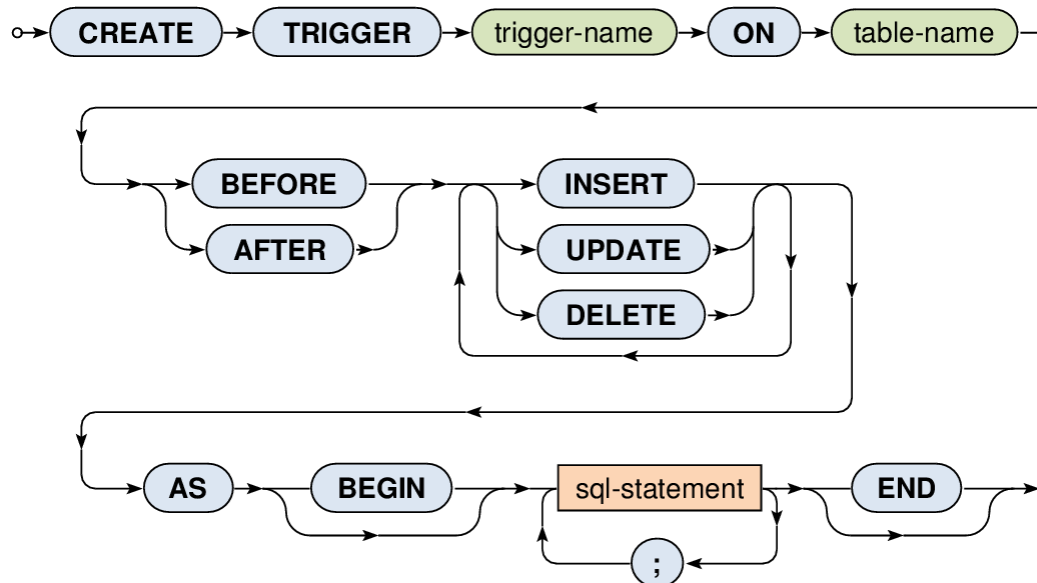 CREATE TRIGGER trigger-name ON table-name
BEFORE INSERT
AFTER UPDATE
DELETE
AS BEGIN sql-statement END
;